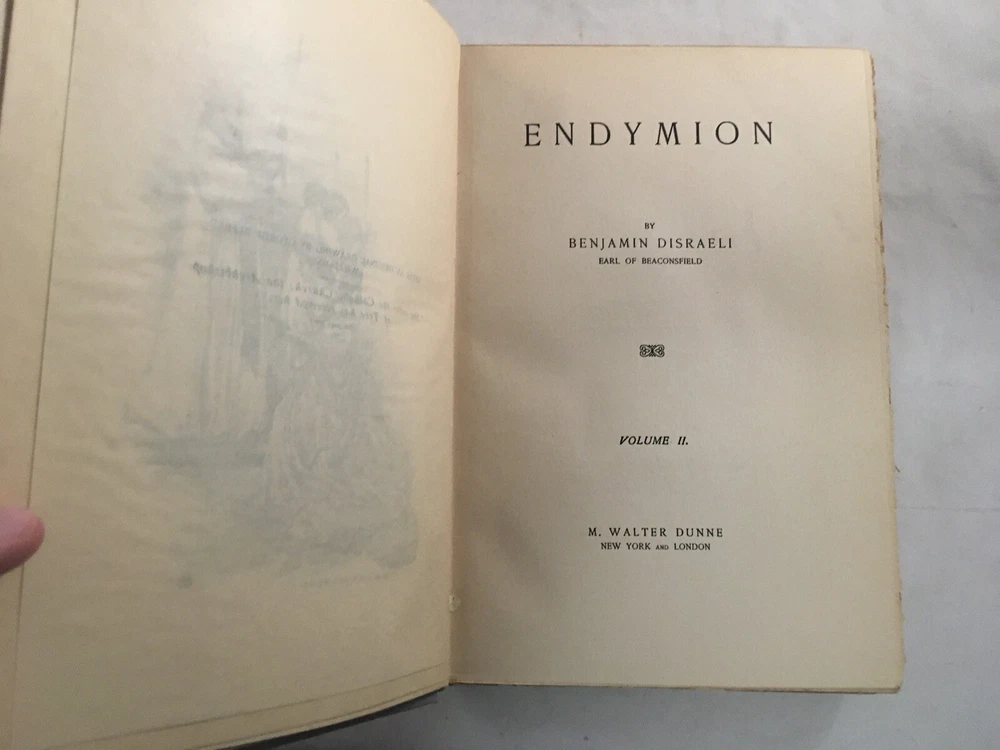 ENDYMION
BY
BENJAMIN DISRAELI
EARL OF BEACONSFIELD
VOLUME II.
M. WALTER DUNNE
NEW YORK AND LONDON